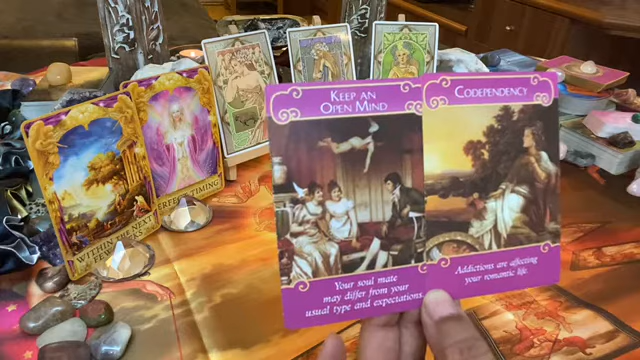 KEEP AN
OPEN MIND
Your soul mate
may differ from your
usual type and expectations.
CODEPENDENCY
Addictions are affecting
your romantic life.
WITHIN THE NEXT
FEW
PERFECT TIMING